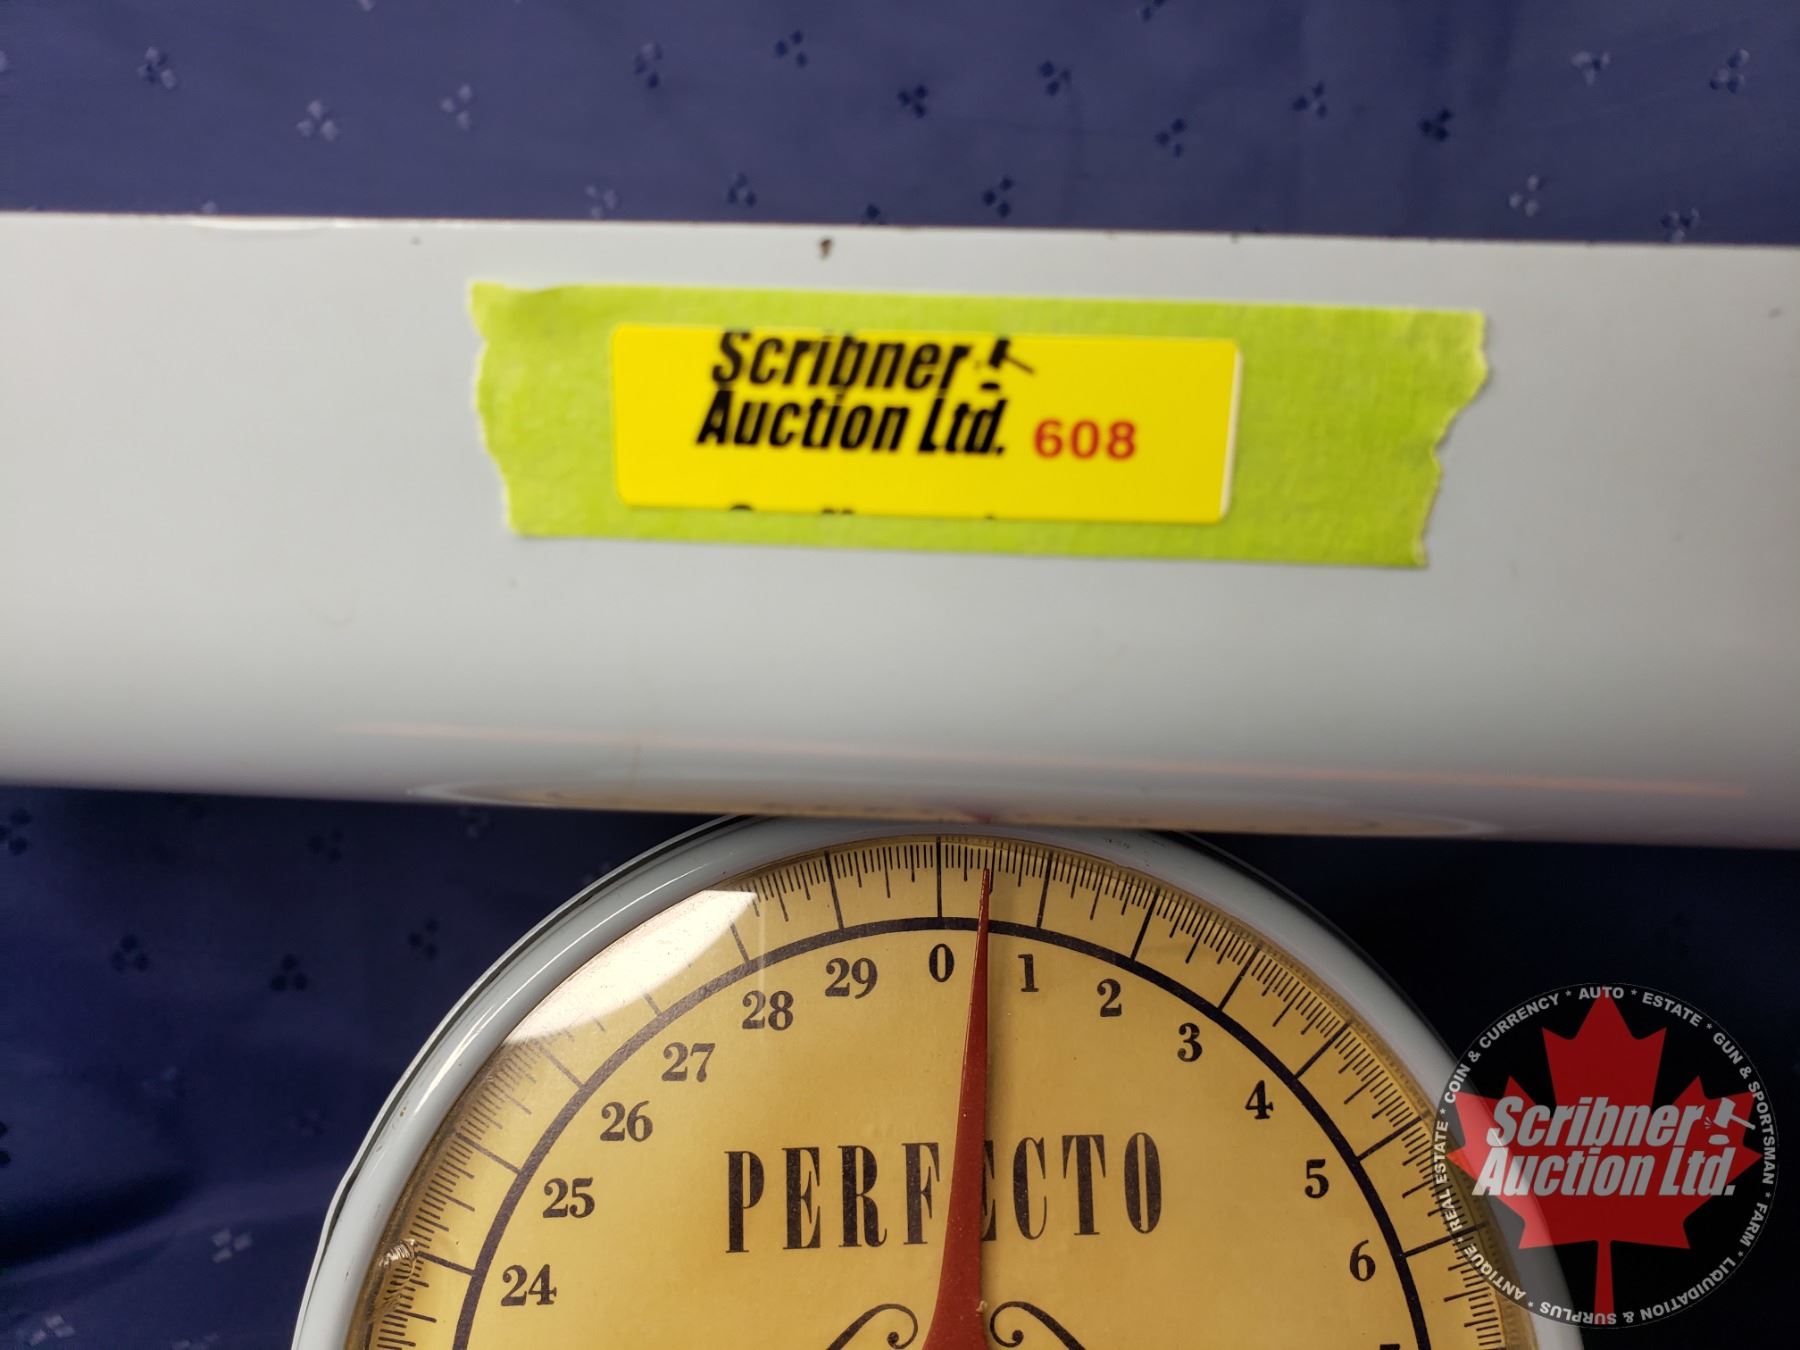 Scribner
Auction Ltd. 608
0
29
1
28
2
27
3
26
4
25
5
24
6
PERFECTO
Scribner
Auction Ltd.
* REAL ESTATE * COIN & CURRENCY * AUTO * ESTATE * GUN & SPORTSMAN * FARM * LIQUIDATION & SURPLUS * ANTIQUE